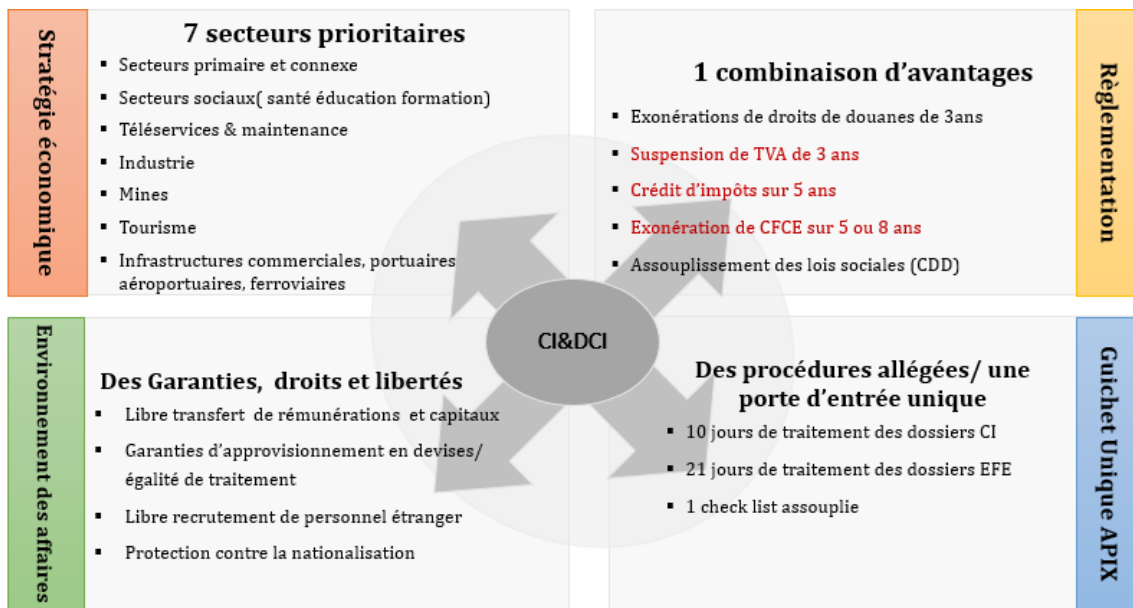 Stratégie économique
7 secteurs prioritaires
▪ Secteurs primaire et connexe
▪ Secteurs sociaux( santé éducation formation)
▪ Téléservices & maintenance
▪ Industrie
▪ Mines
▪ Tourisme
▪ Infrastructures commerciales, portuaires
aéroportuaires, ferroviaires
1 combinaison d’avantages
▪ Exonérations de droits de douanes de 3ans
▪ Suspension de TVA de 3 ans
▪ Crédit d’impôts sur 5 ans
▪ Exonération de CFCE sur 5 ou 8 ans
▪ Assouplissement des lois sociales (CDD)
Règlementation
CI&DCI
Environnement des affaires
Des Garanties, droits et libertés
▪ Libre transfert de rémunérations et capitaux
▪ Garanties d’approvisionnement en devises/
égalité de traitement
▪ Libre recrutement de personnel étranger
▪ Protection contre la nationalisation
Des procédures allégées/ une
porte d’entrée unique
▪ 10 jours de traitement des dossiers CI
▪ 21 jours de traitement des dossiers EFE
▪ 1 check list assouplie
Guichet Unique APIX